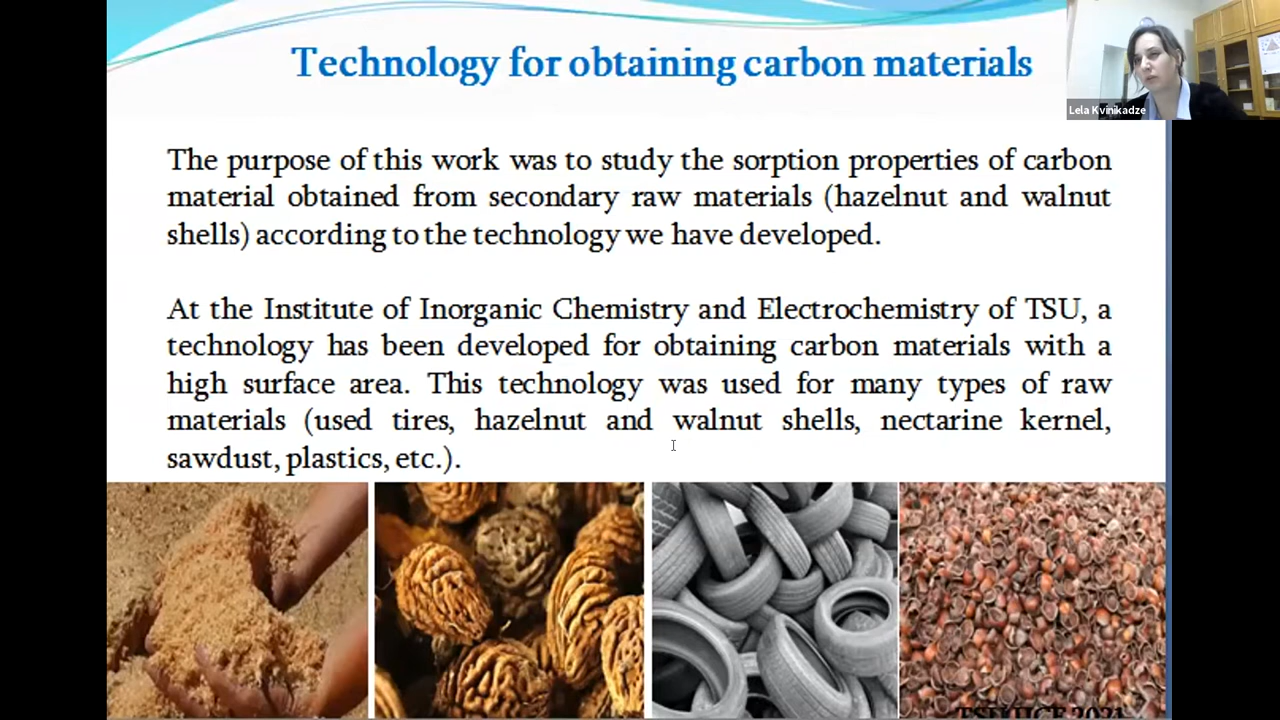 Technology for obtaining carbon materials
Lela Kvinikadze
The purpose of this work was to study the sorption properties of carbon
material obtained from secondary raw materials (hazelnut and walnut
shells) according to the technology we have developed.
At the Institute of Inorganic Chemistry and Electrochemistry of TSU, a
technology has been developed for obtaining carbon materials with a
high surface area. This technology was used for many types of raw
materials (used tires, hazelnut and walnut shells, nectarine kernel,
sawdust, plastics, etc.).
2021